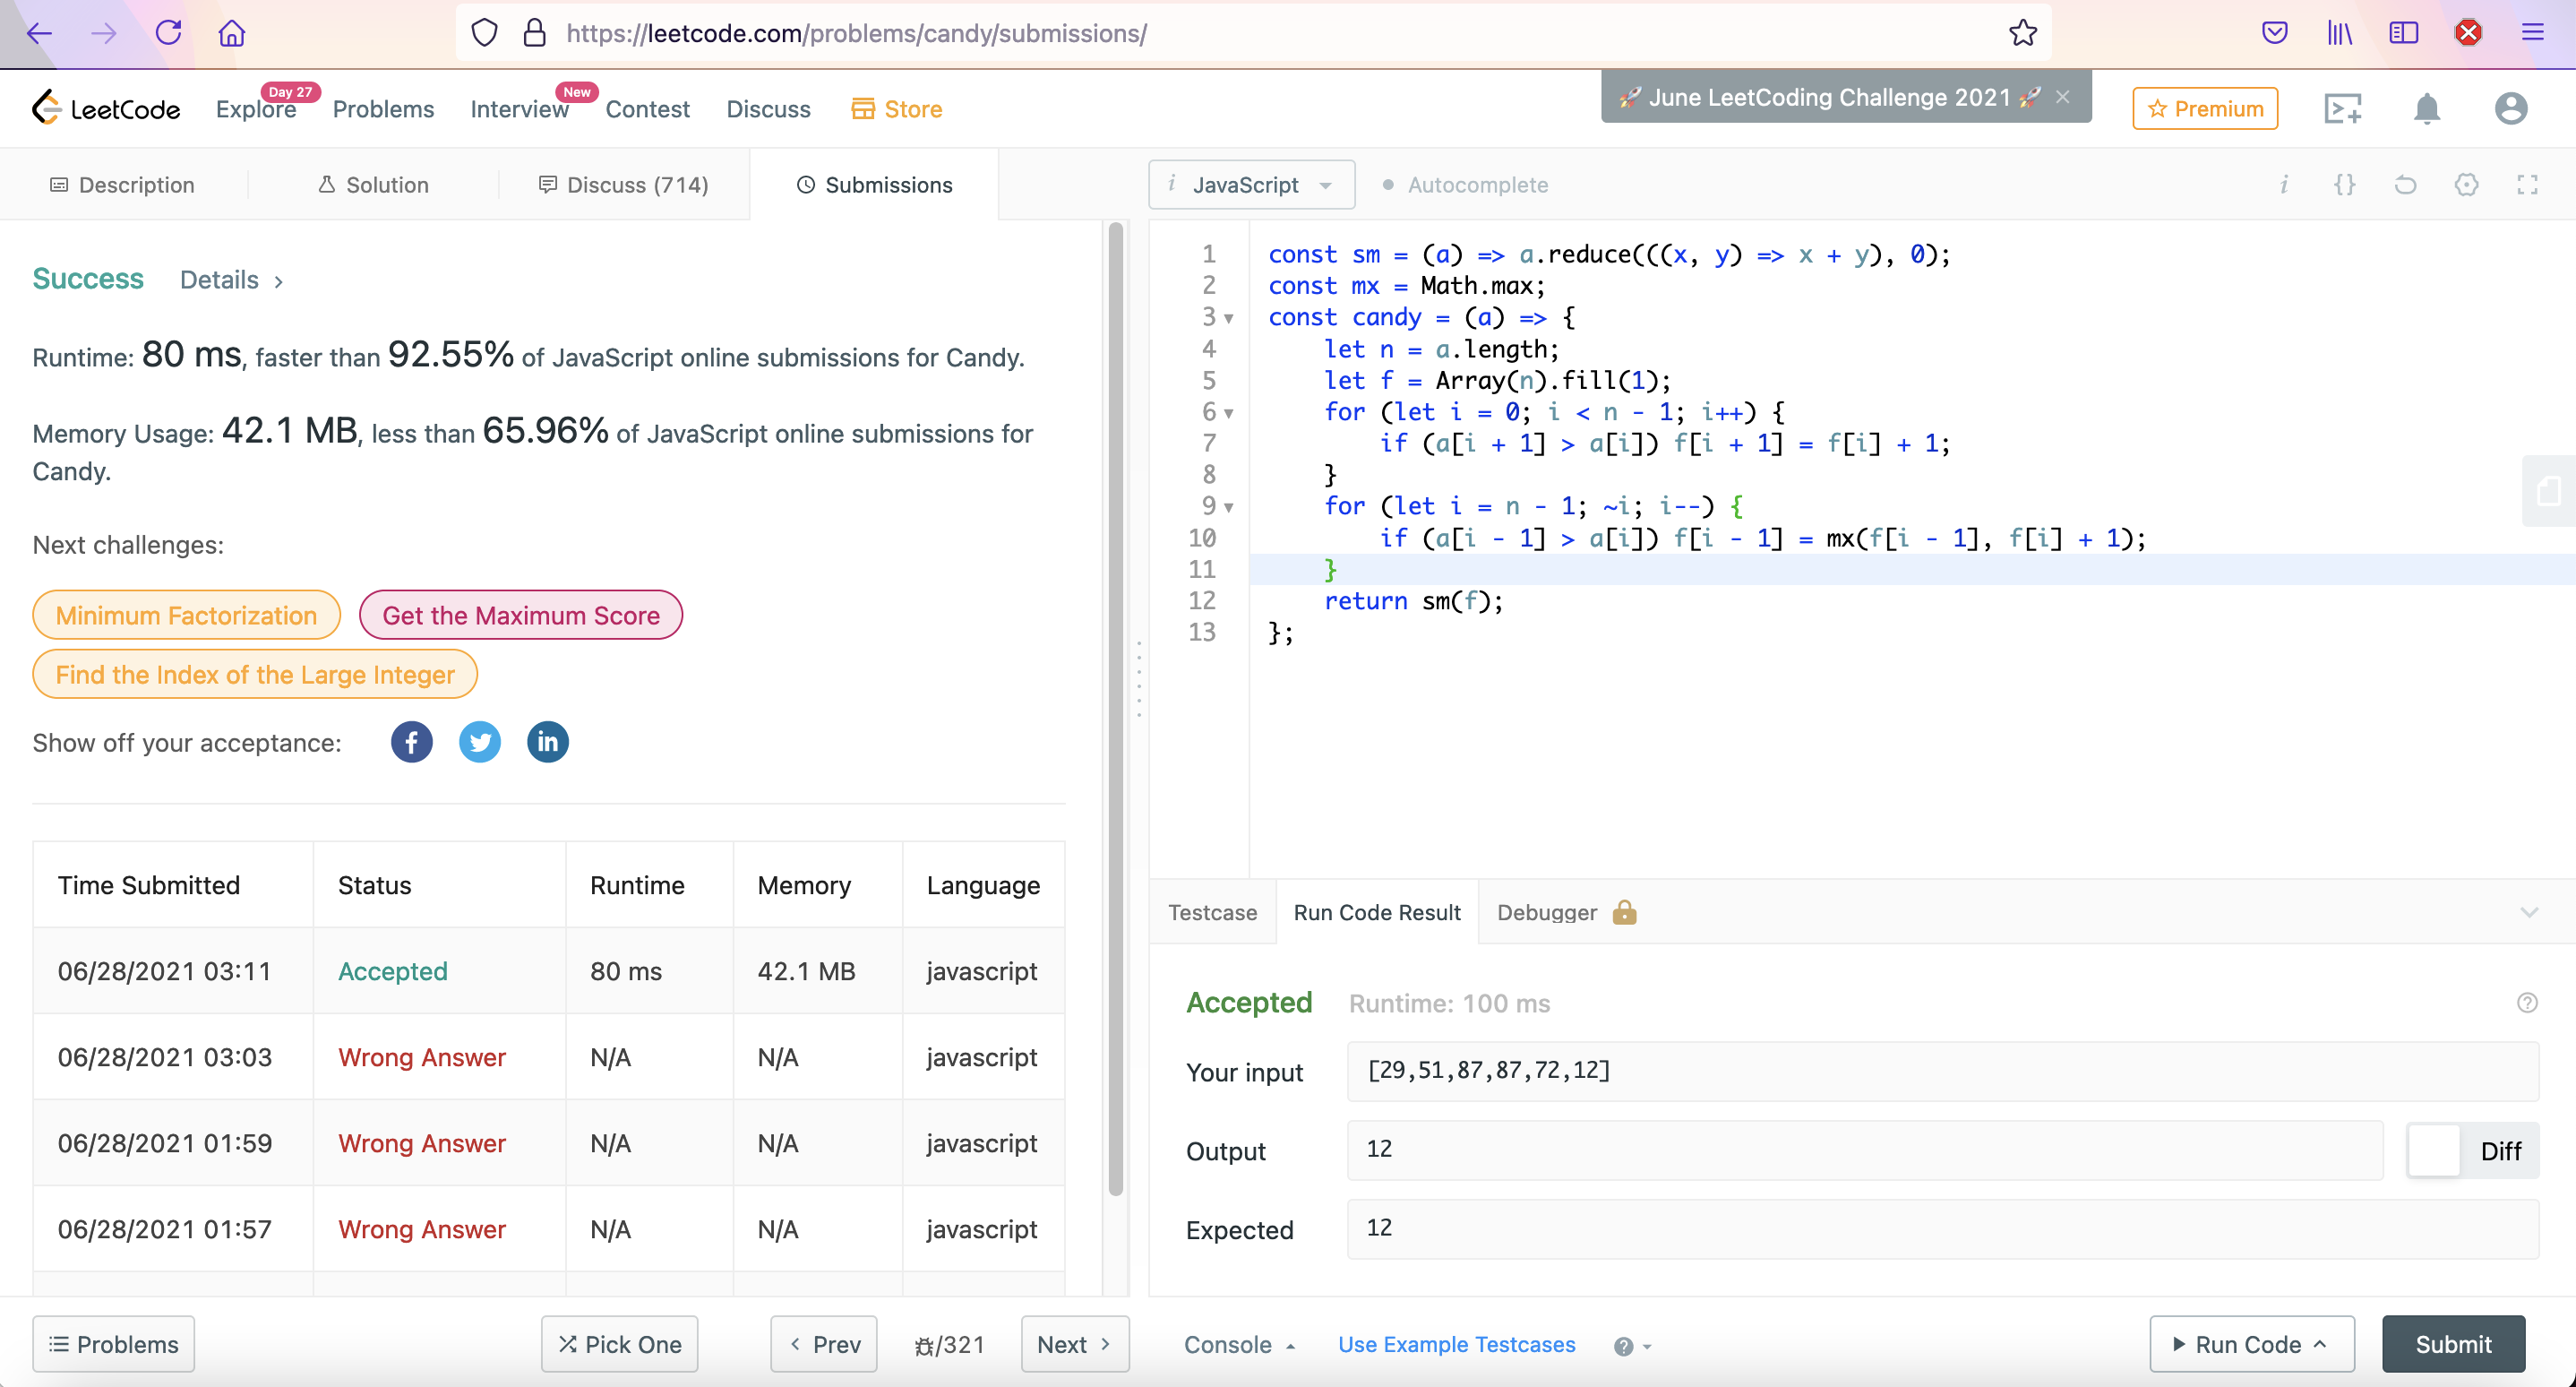 https://leetcode.com/problems/candy/submissions/
LeetCode
Explore
Day 27
Problems
Interview
New
Contest
Discuss
Store
🚀 June LeetCoding Challenge 2021 🚀 ×
Premium
Description
Solution
Discuss (714)
Submissions
Success Details >
Runtime: 80 ms, faster than 92.55% of JavaScript online submissions for Candy.
Memory Usage: 42.1 MB, less than 65.96% of JavaScript online submissions for
Candy.
Next challenges:
Minimum Factorization
Get the Maximum Score
Find the Index of the Large Integer
Show off your acceptance:
Time Submitted Status Runtime Memory Language
06/28/2021 03:11 Accepted 80 ms 42.1 MB javascript
06/28/2021 03:03 Wrong Answer N/A N/A javascript
06/28/2021 01:59 Wrong Answer N/A N/A javascript
06/28/2021 01:57 Wrong Answer N/A N/A javascript
Problems
Pick One
< Prev
/321
Next >
i JavaScript
Autocomplete
i {}
1 const sm = (a) => a.reduce(((x, y) => x + y), 0);
2 const mx = Math.max;
3 const candy = (a) => {
4     let n = a.length;
5     let f = Array(n).fill(1);
6     for (let i = 0; i < n - 1; i++) {
7         if (a[i + 1] > a[i]) f[i + 1] = f[i] + 1;
8     }
9     for (let i = n - 1; ~i; i--) {
10         if (a[i - 1] > a[i]) f[i - 1] = mx(f[i - 1], f[i] + 1);
11     }
12     return sm(f);
13 };
Testcase
Run Code Result
Debugger
Accepted Runtime: 100 ms
Your input [29,51,87,87,72,12]
Output 12
Diff
Expected 12
Console
Use Example Testcases
Run Code
Submit